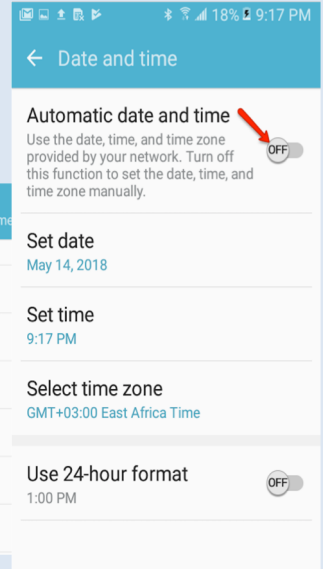 18% 9:17 PM
Date and time
Automatic date and time
Use the date, time, and time zone
provided by your network. Turn off
this function to set the date, time, and
time zone manually.
OFF
me
Set date
May 14, 2018
Set time
9:17 PM
Select time zone
GMT+03:00 East Africa Time
Use 24-hour format
1:00 PM
OFF